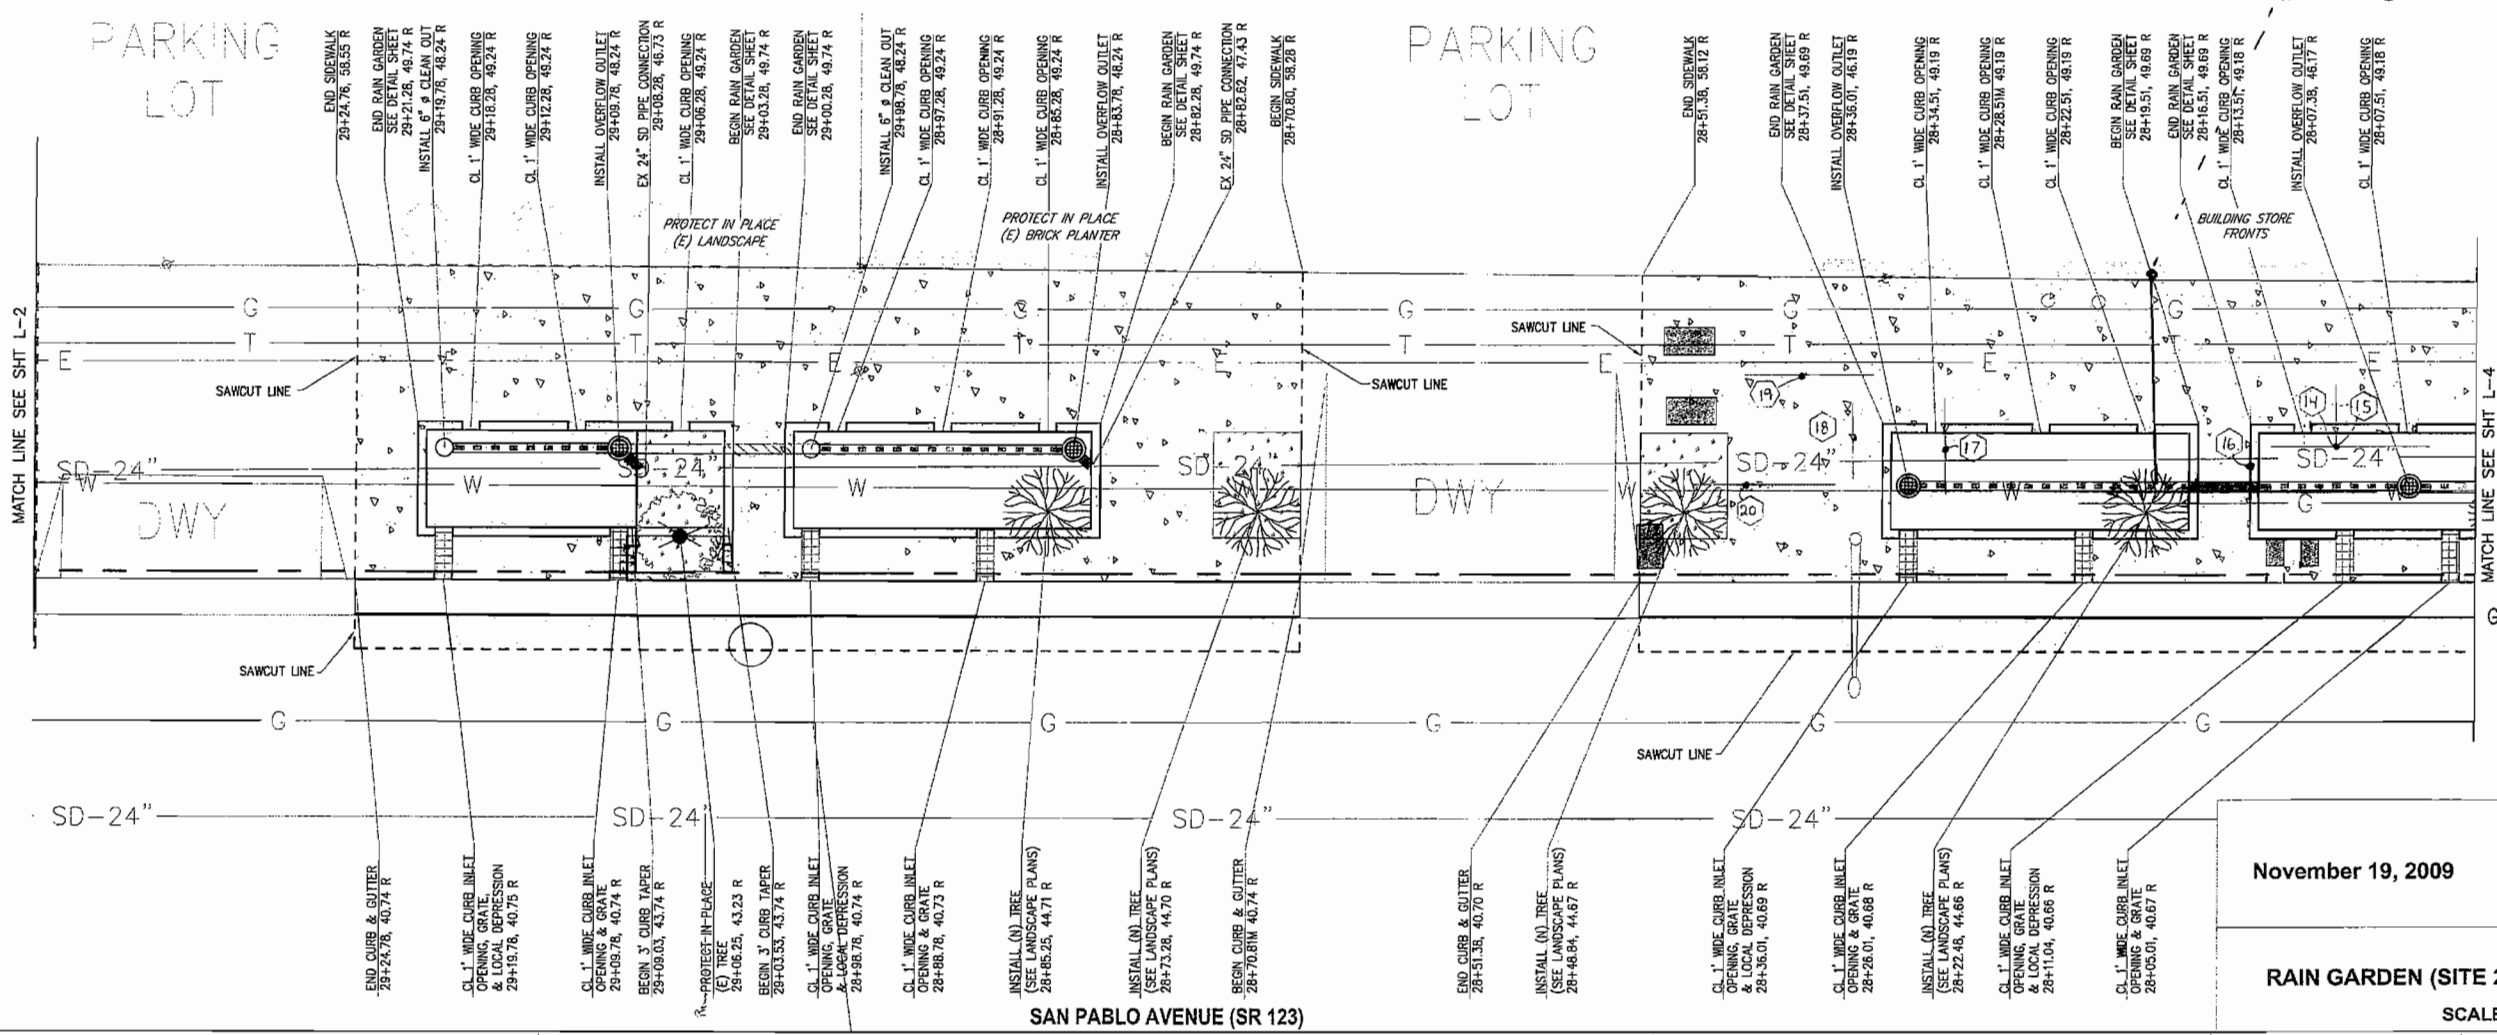 PARKING
LOT
END SIDEWALK
29+24.76, 58.55 R
END RAIN GARDEN
SEE DETAIL SHEET
29+21.28, 49.74 R
INSTALL 6" ø CLEAN OUT
29+19.78, 48.24 R
CL 1' WIDE CURB OPENING
29+18.28, 49.24 R
CL 1' WIDE CURB OPENING
29+12.28, 49.24 R
INSTALL OVERFLOW OUTLET
29+09.78, 48.24 R
EX 24" SD PIPE CONNECTION
29+08.28, 46.73 R
CL 1' WIDE CURB OPENING
29+06.28, 49.24 R
BEGIN RAIN GARDEN
SEE DETAIL SHEET
29+03.28, 49.74 R
END RAIN GARDEN
SEE DETAIL SHEET
29+00.28, 49.74 R
INSTALL 6" ø CLEAN OUT
28+98.78, 48.24 R
CL 1' WIDE CURB OPENING
28+97.28, 49.24 R
CL 1' WIDE CURB OPENING
28+91.28, 49.24 R
CL 1' WIDE CURB OPENING
28+85.28, 49.24 R
INSTALL OVERFLOW OUTLET
28+83.78, 48.24 R
BEGIN RAIN GARDEN
SEE DETAIL SHEET
28+82.28, 49.74 R
EX 24" SD PIPE CONNECTION
28+82.62, 47.43 R
BEGIN SIDEWALK
28+70.80, 58.28 R
PARKING
LOT
END SIDEWALK
28+51.38, 58.12 R
END RAIN GARDEN
SEE DETAIL SHEET
28+37.51, 49.69 R
INSTALL OVERFLOW OUTLET
28+36.01, 46.19 R
CL 1' WIDE CURB OPENING
28+34.51, 49.19 R
CL 1' WIDE CURB OPENING
28+28.51M 49.19 R
CL 1' WIDE CURB OPENING
28+22.51, 49.19 R
BEGIN RAIN GARDEN
SEE DETAIL SHEET
28+19.51, 49.69 R
END RAIN GARDEN
SEE DETAIL SHEET
28+16.51, 49.69 R
CL 1' WIDE CURB OPENING
28+13.51, 49.18 R
INSTALL OVERFLOW OUTLET
28+07.38, 46.17 R
CL 1' WIDE CURB OPENING
28+07.51, 49.18 R
PROTECT IN PLACE
(E) LANDSCAPE
PROTECT IN PLACE
(E) BRICK PLANTER
BUILDING STORE
FRONTS
MATCH LINE SEE SHT L-2
G G G G G G G
T T T T T T
E E E E E E E
SAWCUT LINE
SAWCUT LINE
SAWCUT LINE
19
18
17
16
14
15
20
SD-24" SD-24" SD-24" SD-24" SD-24"
W W W W W W W
G
DWY
DWY
MATCH LINE SEE SHT L-4
G
SAWCUT LINE
G G G G G G
SAWCUT LINE
SD-24" SD-24" SD-24" SD-24"
END CURB & GUTTER
29+24.78, 40.74 R
CL 1' WIDE CURB INLET
OPENING, GRATE,
& LOCAL DEPRESSION
29+19.78, 40.75 R
CL 1' WIDE CURB INLET
OPENING & GRATE
29+09.78, 40.74 R
BEGIN 3' CURB TAPER
29+09.03, 43.74 R
PROTECT-IN-PLACE
(E) TREE
29+06.25, 43.23 R
BEGIN 3' CURB TAPER
29+03.53, 43.74 R
CL 1' WIDE CURB INLET
OPENING, GRATE
& LOCAL DEPRESSION
28+98.78, 40.74 R
CL 1' WIDE CURB INLET
OPENING & GRATE
28+88.78, 40.73 R
INSTALL (N) TREE
(SEE LANDSCAPE PLANS)
28+85.25, 44.71 R
INSTALL (N) TREE
(SEE LANDSCAPE PLANS)
28+73.28, 44.70 R
BEGIN CURB & GUTTER
28+70.81M 40.74 R
END CURB & GUTTER
28+51.38, 40.70 R
INSTALL (N) TREE
(SEE LANDSCAPE PLANS)
28+48.84, 44.67 R
CL 1' WIDE CURB INLET
OPENING, GRATE
& LOCAL DEPRESSION
28+36.01, 40.69 R
CL 1' WIDE CURB INLET
OPENING & GRATE
28+26.01, 40.68 R
INSTALL (N) TREE
(SEE LANDSCAPE PLANS)
28+22.48, 44.66 R
CL 1' WIDE CURB INLET
OPENING, GRATE
& LOCAL DEPRESSION
28+11.04, 40.66 R
CL 1' WIDE CURB INLET
OPENING & GRATE
28+05.01, 40.67 R
SAN PABLO AVENUE (SR 123)
November 19, 2009
RAIN GARDEN (SITE 2
SCALE